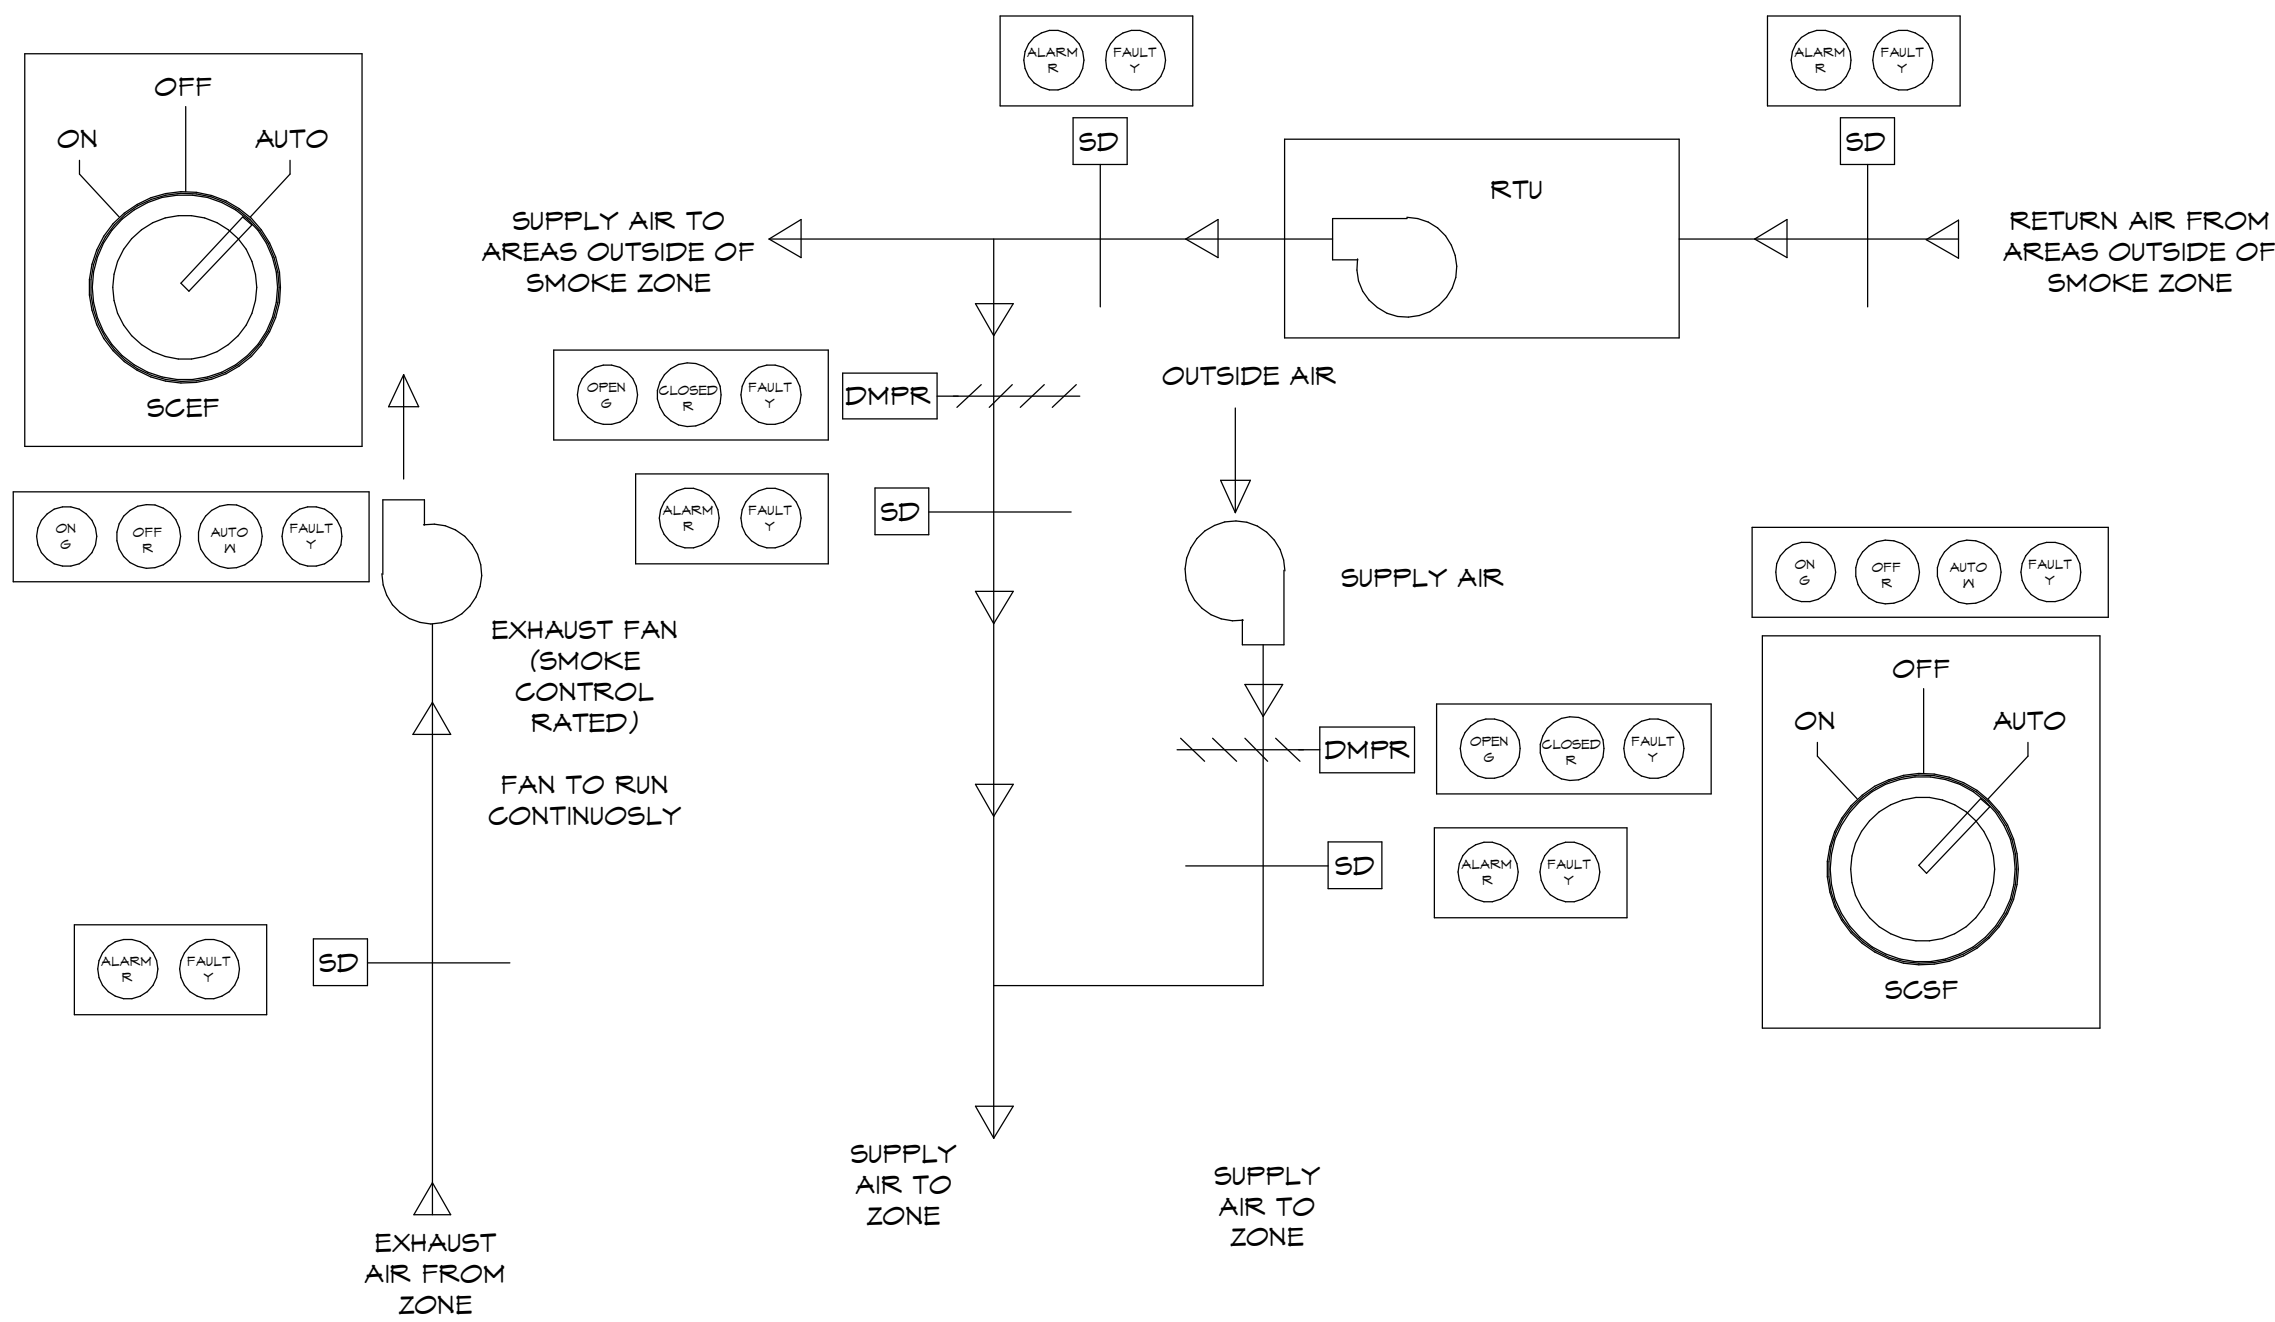 OFF
ON
AUTO
SCEF
ON
G
OFF
R
AUTO
W
FAULT
Y
EXHAUST FAN
(SMOKE
CONTROL
RATED)
FAN TO RUN
CONTINUOSLY
ALARM
R
FAULT
Y
SD
EXHAUST
AIR FROM
ZONE
SUPPLY AIR TO
AREAS OUTSIDE OF
SMOKE ZONE
ALARM
R
FAULT
Y
SD
RTU
ALARM
R
FAULT
Y
SD
RETURN AIR FROM
AREAS OUTSIDE OF
SMOKE ZONE
OPEN
G
CLOSED
R
FAULT
Y
DMPR
ALARM
R
FAULT
Y
SD
OUTSIDE AIR
SUPPLY AIR
OPEN
G
CLOSED
R
FAULT
Y
DMPR
SD
ALARM
R
FAULT
Y
ON
G
OFF
R
AUTO
W
FAULT
Y
OFF
ON
AUTO
SCSF
SUPPLY
AIR TO
ZONE
SUPPLY
AIR TO
ZONE